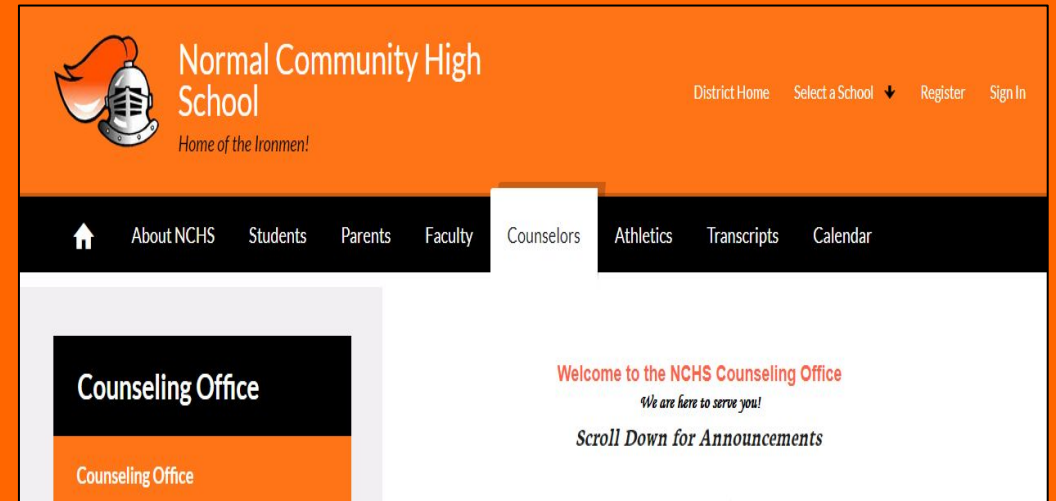 Normal Community High
School
Home of the Ironmen!
District Home Select a School Register Sign In
About NCHS Students Parents Faculty Counselors Athletics Transcripts Calendar
Counseling Office
Counseling Office
Welcome to the NCHS Counseling Office
We are here to serve you!
Scroll Down for Announcements